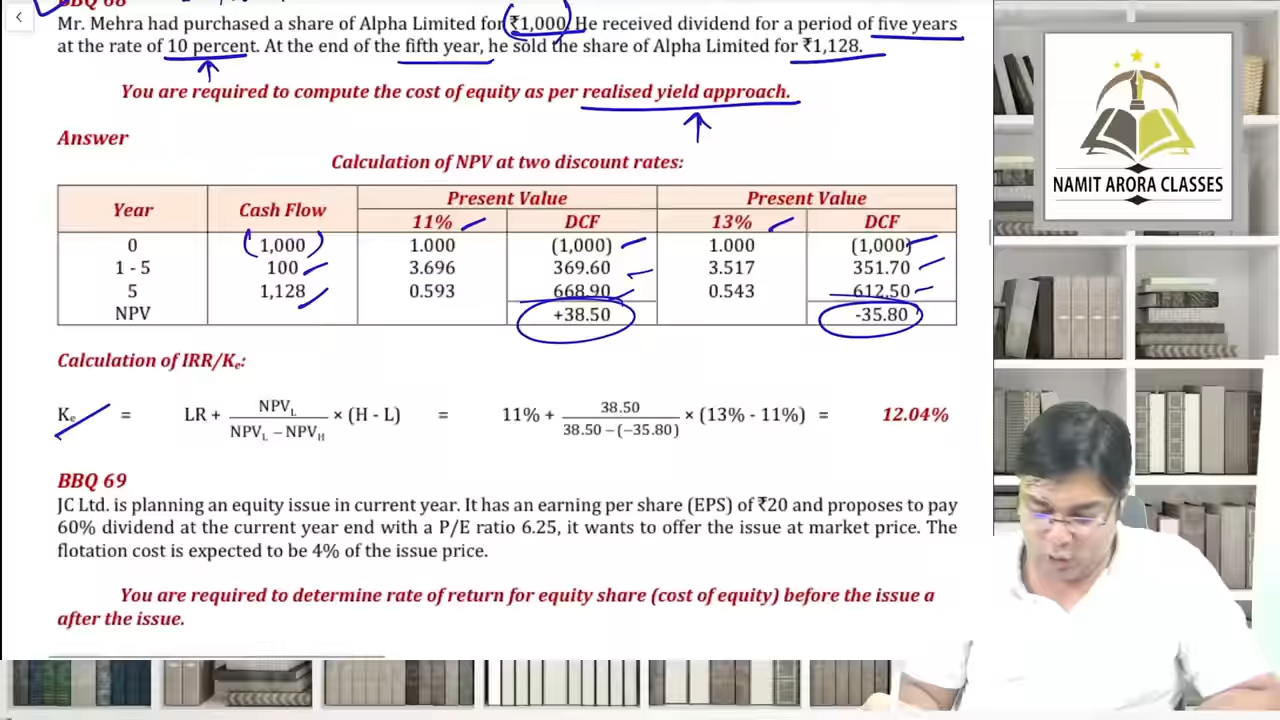 BBQ 68
Mr. Mehra had purchased a share of Alpha Limited for ₹1,000. He received dividend for a period of five years
at the rate of 10 percent. At the end of the fifth year, he sold the share of Alpha Limited for ₹1,128.
You are required to compute the cost of equity as per realised yield approach.
Answer
Calculation of NPV at two discount rates:
Year Cash Flow Present Value Present Value
11% DCF 13% DCF
0 (1,000) 1.000 (1,000) 1.000 (1,000)
1 - 5 100 3.696 369.60 3.517 351.70
5 1,128 0.593 668.90 0.543 612.50
NPV +38.50 -35.80
Calculation of IRR/Ke:
Ke = LR + NPVL / NPVL – NPVH × (H - L) = 11% + 38.50 / 38.50 – (–35.80) × (13% - 11%) = 12.04%
BBQ 69
JC Ltd. is planning an equity issue in current year. It has an earning per share (EPS) of ₹20 and proposes to pay
60% dividend at the current year end with a P/E ratio 6.25, it wants to offer the issue at market price. The
flotation cost is expected to be 4% of the issue price.
You are required to determine rate of return for equity share (cost of equity) before the issue a
after the issue.
NAMIT ARORA CLASSES